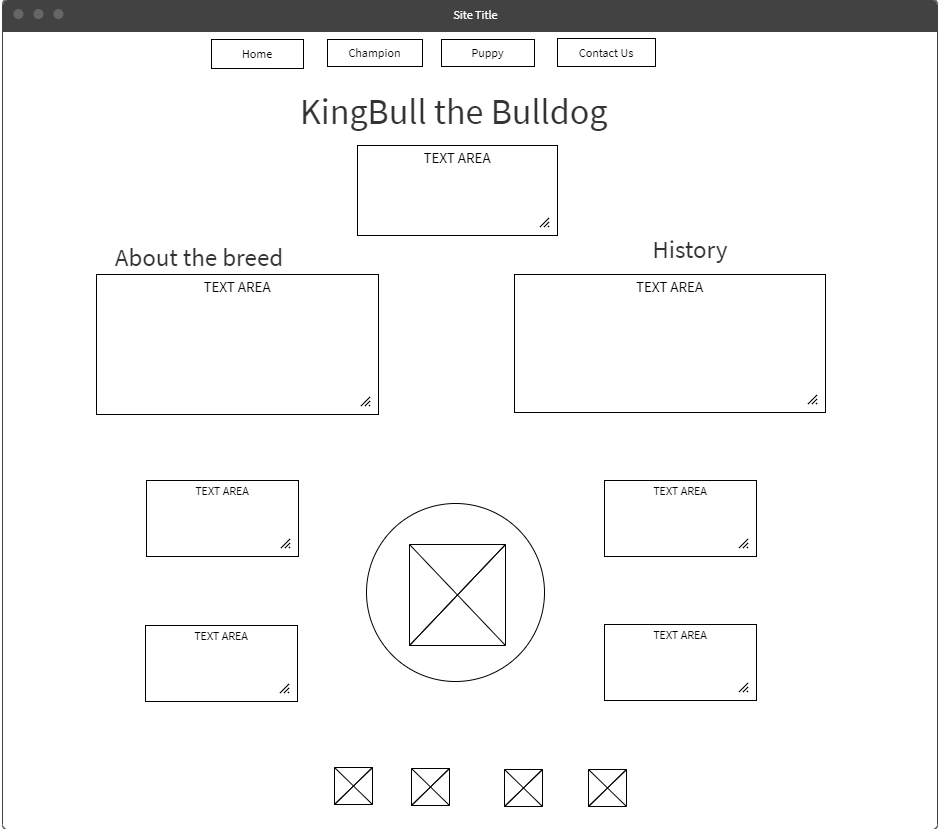 Site Title
Home
Champion
Puppy
Contact Us
KingBull the Bulldog
TEXT AREA
About the breed
History
TEXT AREA
TEXT AREA
TEXT AREA
TEXT AREA
TEXT AREA
TEXT AREA